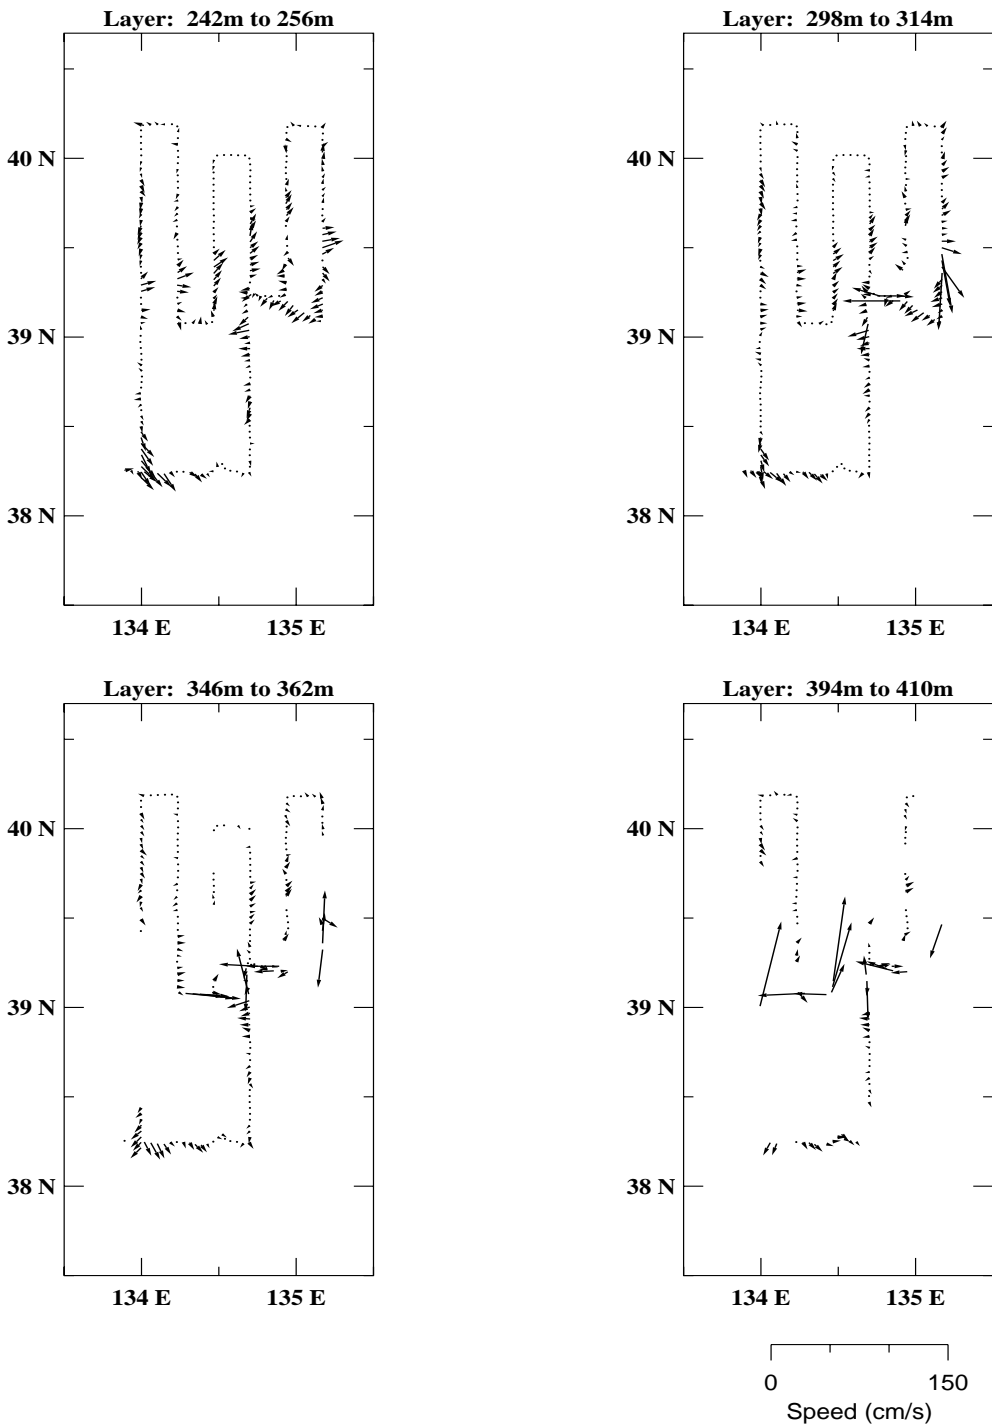 Layer: 242m to 256m
Layer: 298m to 314m
40 N
39 N
38 N
134 E
135 E
40 N
39 N
38 N
134 E
135 E
Layer: 346m to 362m
Layer: 394m to 410m
40 N
39 N
38 N
134 E
135 E
40 N
39 N
38 N
134 E
135 E
0
150
Speed (cm/s)